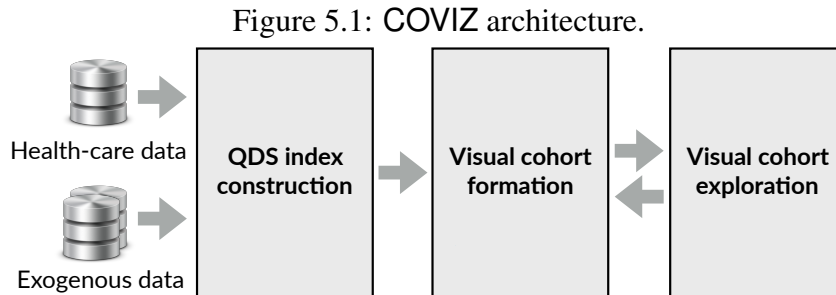 Figure 5.1: COVIZ architecture.
Health-care data
Exogenous data
QDS index
construction
Visual cohort
formation
Visual cohort
exploration